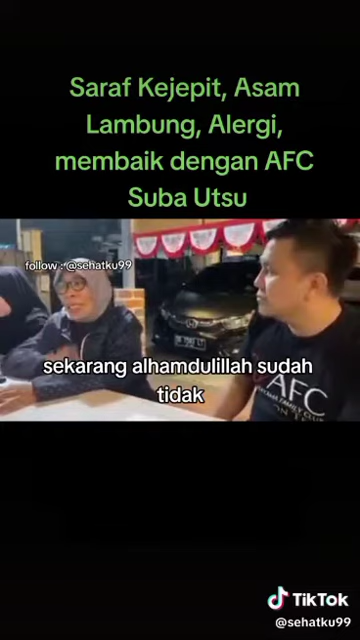 Saraf Kejepit, Asam
Lambung, Alergi,
membaik dengan AFC
Suba Utsu
follow : @sehatku99
sekarang alhamdulillah sudah
tidak
AFC
TikTok
@sehatku99